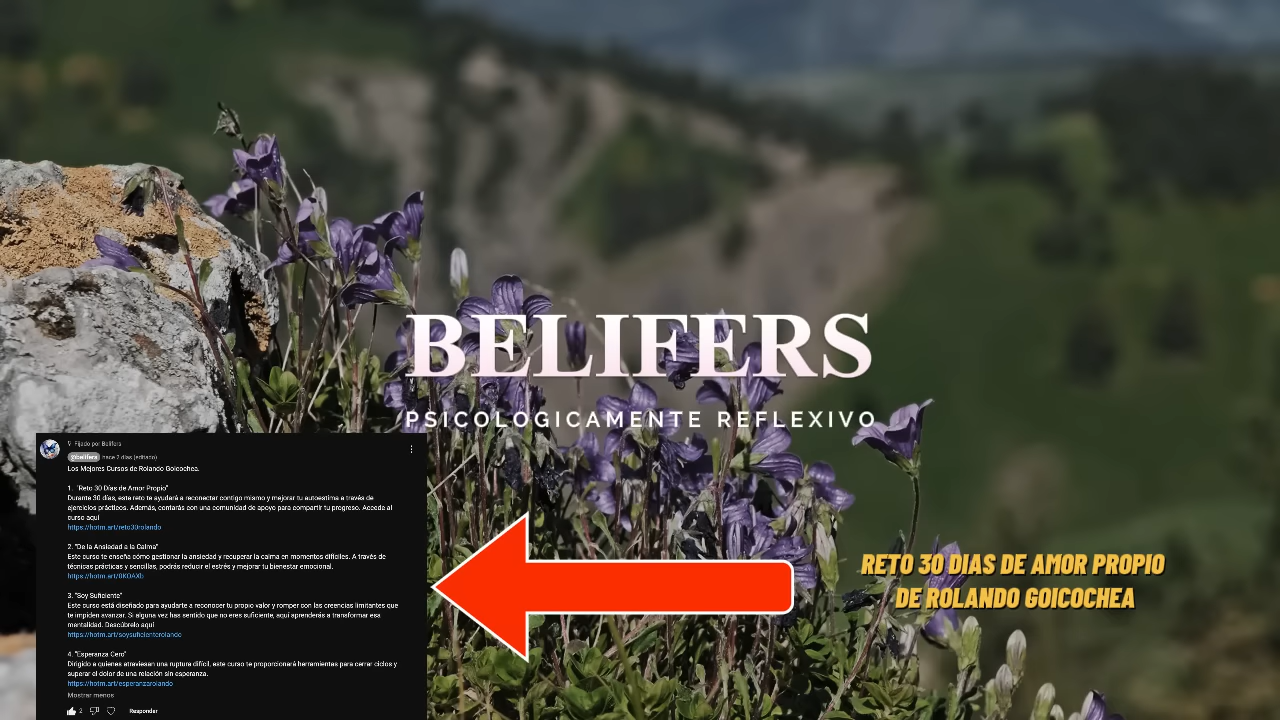 BELIFERS
PSICOLOGICAMENTE REFLEXIVO
Fijado por Belifers
@belifers hace 2 días (editado)
Los Mejores Cursos de Rolando Goicochea.
1. "Reto 30 Días de Amor Propio"
Durante 30 días, este reto te ayudará a reconectar contigo mismo y mejorar tu autoestima a través de
ejercicios prácticos. Además, contarás con una comunidad de apoyo para compartir tu progreso. Accede al
curso aquí
https://hotm.art/reto30rolando
2. "De la Ansiedad a la Calma"
Este curso te enseña cómo gestionar la ansiedad y recuperar la calma en momentos difíciles. A través de
técnicas prácticas y sencillas, podrás reducir el estrés y mejorar tu bienestar emocional.
https://hotm.art/0KOAXb
3. "Soy Suficiente"
Este curso está diseñado para ayudarte a reconocer tu propio valor y romper con las creencias limitantes que
te impiden avanzar. Si alguna vez has sentido que no eres suficiente, aquí aprenderás a transformar esa
mentalidad. Descúbrelo aquí
https://hotm.art/soysuficienterolando
4. "Esperanza Cero"
Dirigido a quienes atraviesan una ruptura difícil, este curso te proporcionará herramientas para cerrar ciclos y
superar el dolor de una relación sin esperanza.
https://hotm.art/esperanzarolando
Mostrar menos
2 Responder
RETO 30 DIAS DE AMOR PROPIO
DE ROLANDO GOICOCHEA